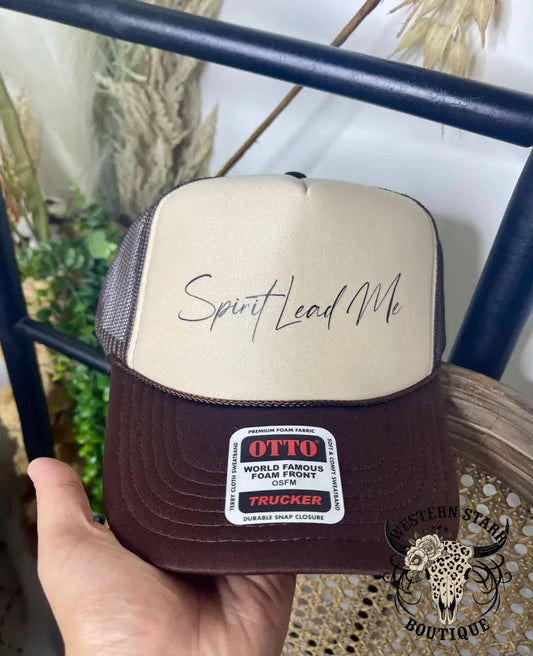 Spirit Lead Me
PREMIUM FOAM FABRIC
TERRY CLOTH SWEATBAND
OTTO®
WORLD FAMOUS
FOAM FRONT
OSFM
TRUCKER
SOFT & COMFY SWEATBAND
DURABLE SNAP CLOSURE
WESTERN STARR
BOUTIQUE